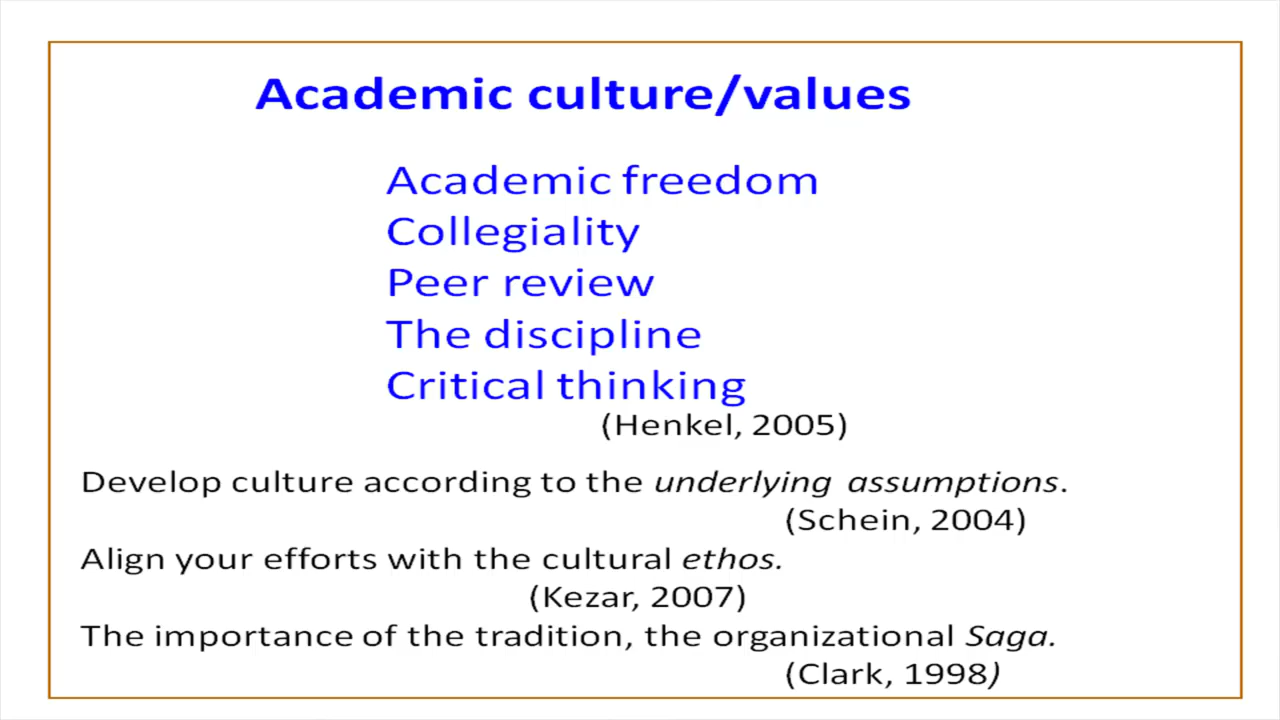 Academic culture/values
Academic freedom
Collegiality
Peer review
The discipline
Critical thinking
(Henkel, 2005)
Develop culture according to the underlying assumptions.
(Schein, 2004)
Align your efforts with the cultural ethos.
(Kezar, 2007)
The importance of the tradition, the organizational Saga.
(Clark, 1998)